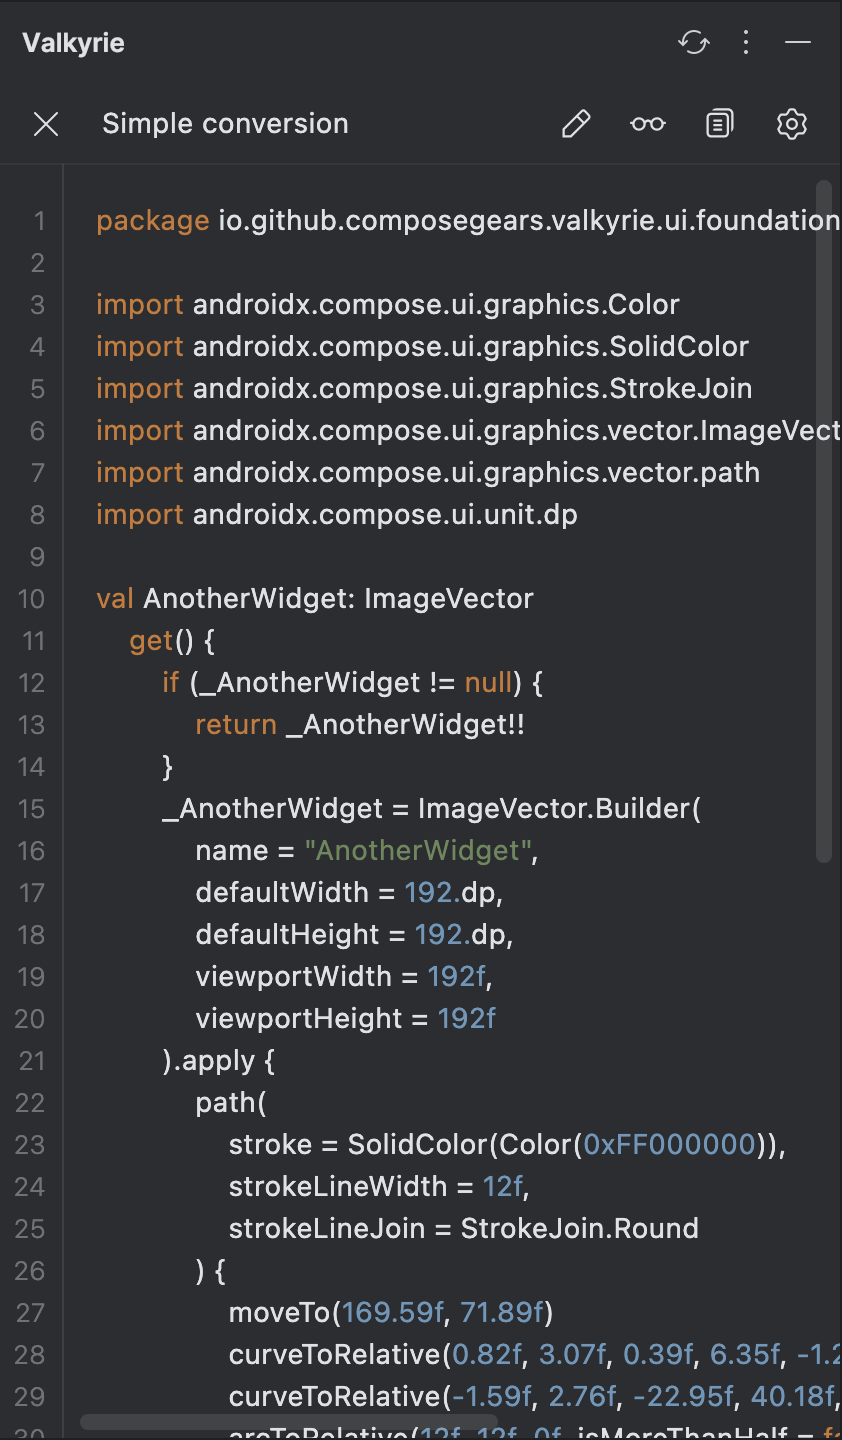 Valkyrie
Simple conversion
1 package io.github.composegears.valkyrie.ui.foundation
2
3 import androidx.compose.ui.graphics.Color
4 import androidx.compose.ui.graphics.SolidColor
5 import androidx.compose.ui.graphics.StrokeJoin
6 import androidx.compose.ui.graphics.vector.ImageVect
7 import androidx.compose.ui.graphics.vector.path
8 import androidx.compose.ui.unit.dp
9
10 val AnotherWidget: ImageVector
11 get() {
12 if (_AnotherWidget != null) {
13 return _AnotherWidget!!
14 }
15 _AnotherWidget = ImageVector.Builder(
16 name = "AnotherWidget",
17 defaultWidth = 192.dp,
18 defaultHeight = 192.dp,
19 viewportWidth = 192f,
20 viewportHeight = 192f
21 ).apply {
22 path(
23 stroke = SolidColor(Color(0xFF000000)),
24 strokeLineWidth = 12f,
25 strokeLineJoin = StrokeJoin.Round
26 ) {
27 moveTo(169.59f, 71.89f)
28 curveToRelative(0.82f, 3.07f, 0.39f, 6.35f, -1.2
29 curveToRelative(-1.59f, 2.76f, -22.95f, 40.18f,
30 arcToRelative(12f, 12f, 0f, isMoreThanHalf =